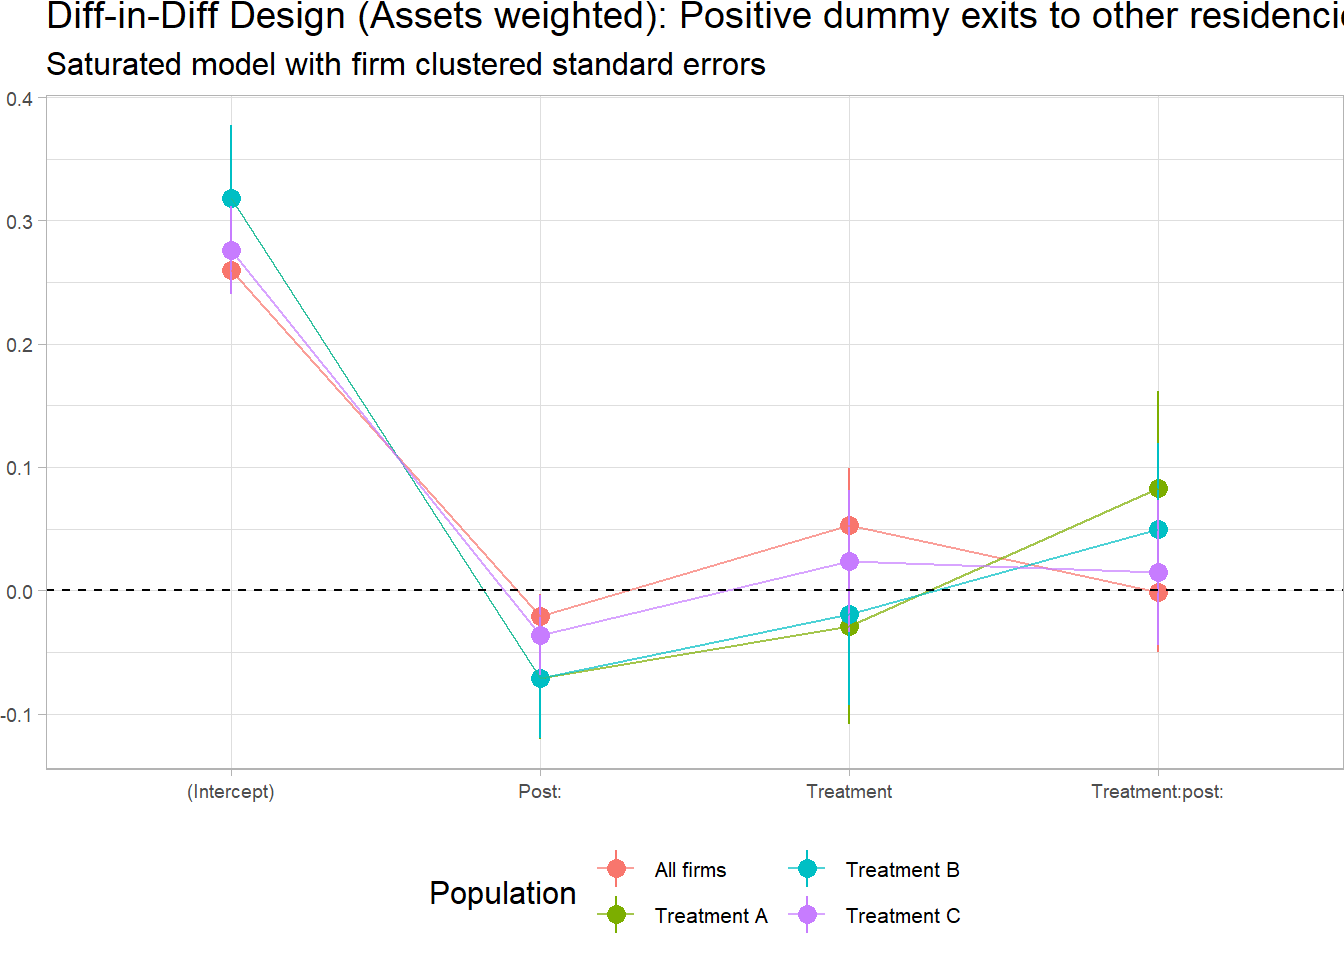 Diff-in-Diff Design (Assets weighted): Positive dummy exits to other
Saturated model with firm clustered standard errors
0.4
0.3
0.2
0.1
0.0
-0.1
(Intercept) Post: Treatment Treatment:post:
Population
All firms Treatment B
Treatment A Treatment C